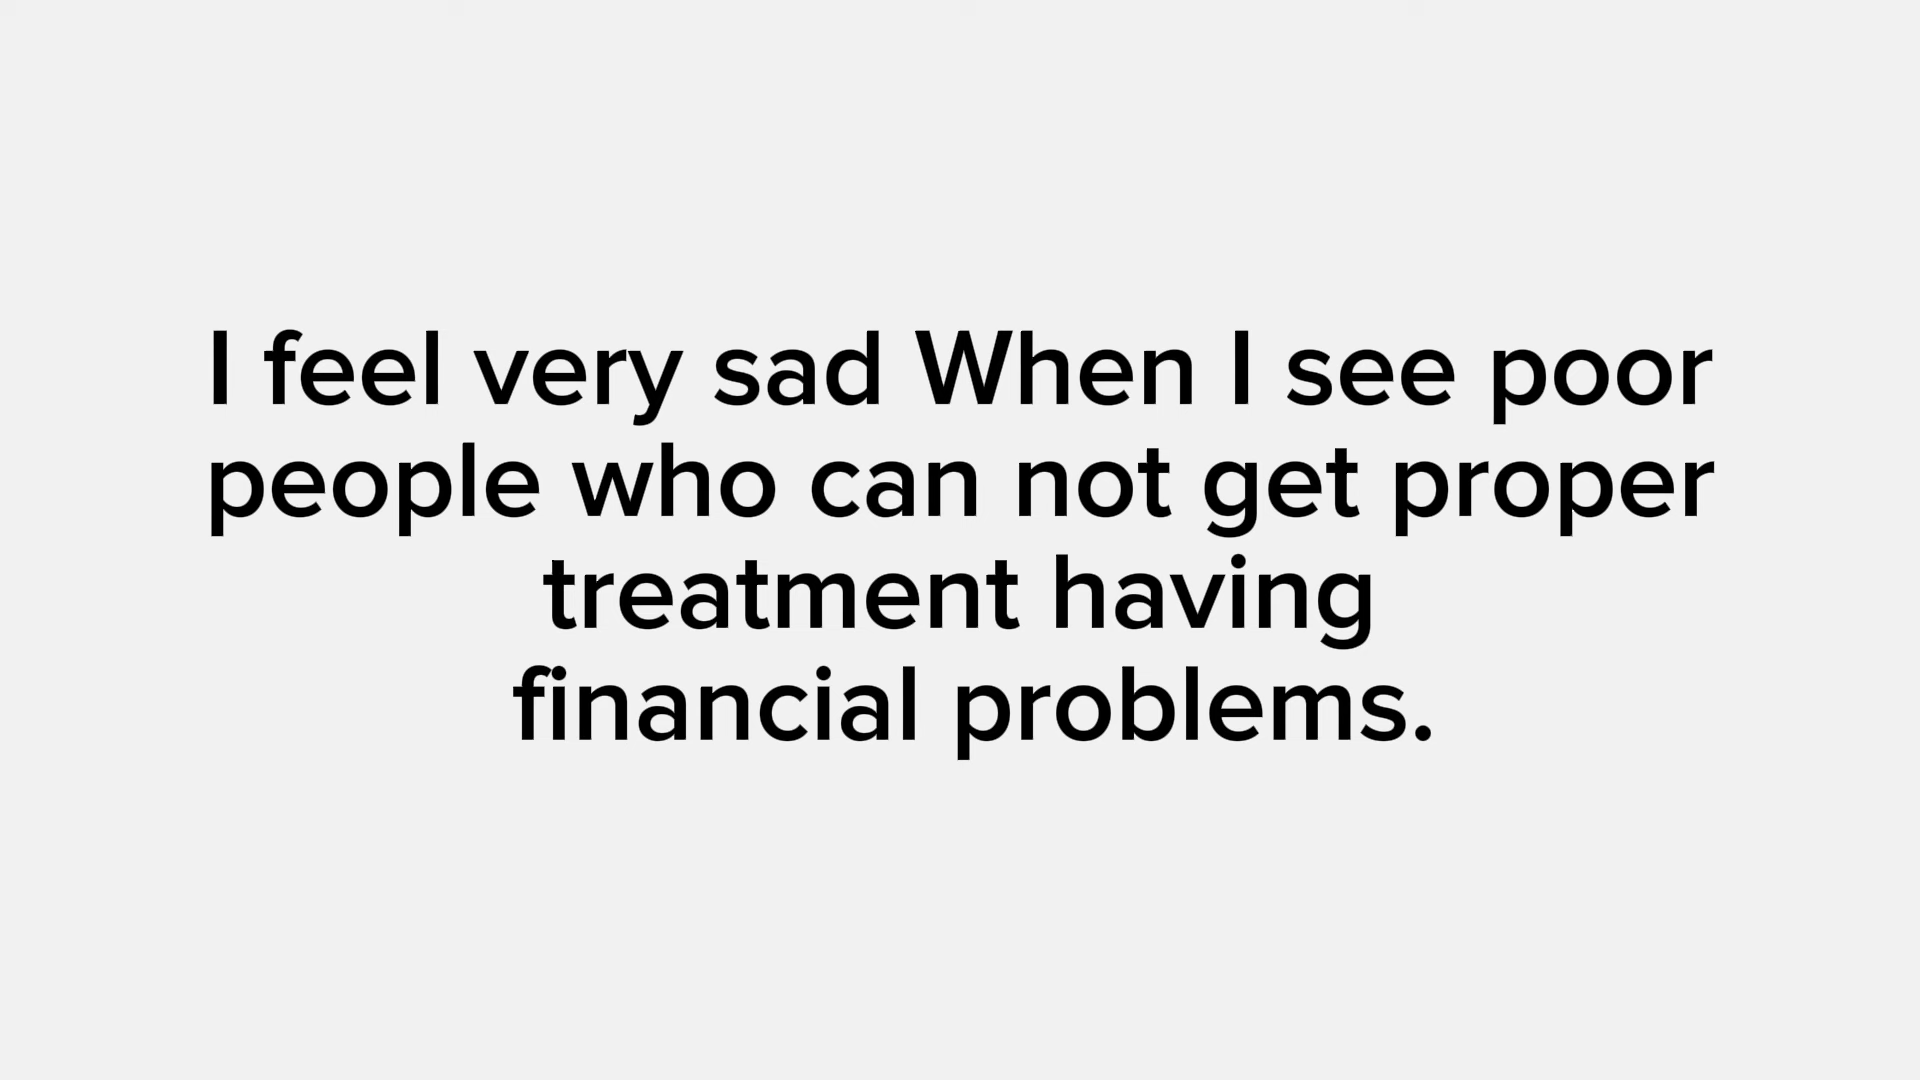 I feel very sad When I see poor
people who can not get proper
treatment having
financial problems.